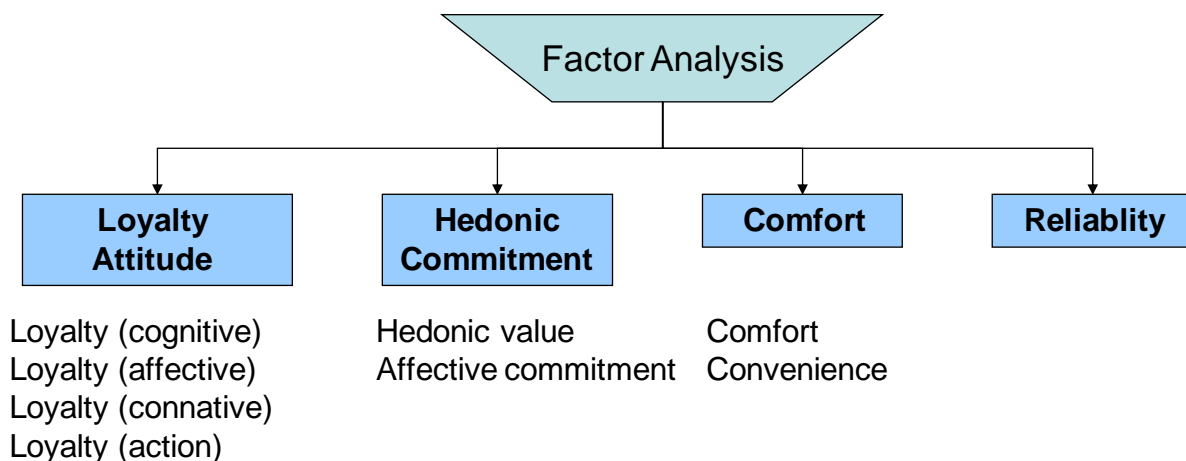 Factor Analysis
Loyalty
Attitude
Hedonic
Commitment
Comfort
Reliablity
Loyalty (cognitive)
Loyalty (affective)
Loyalty (connative)
Loyalty (action)
Hedonic value
Affective commitment
Comfort
Convenience